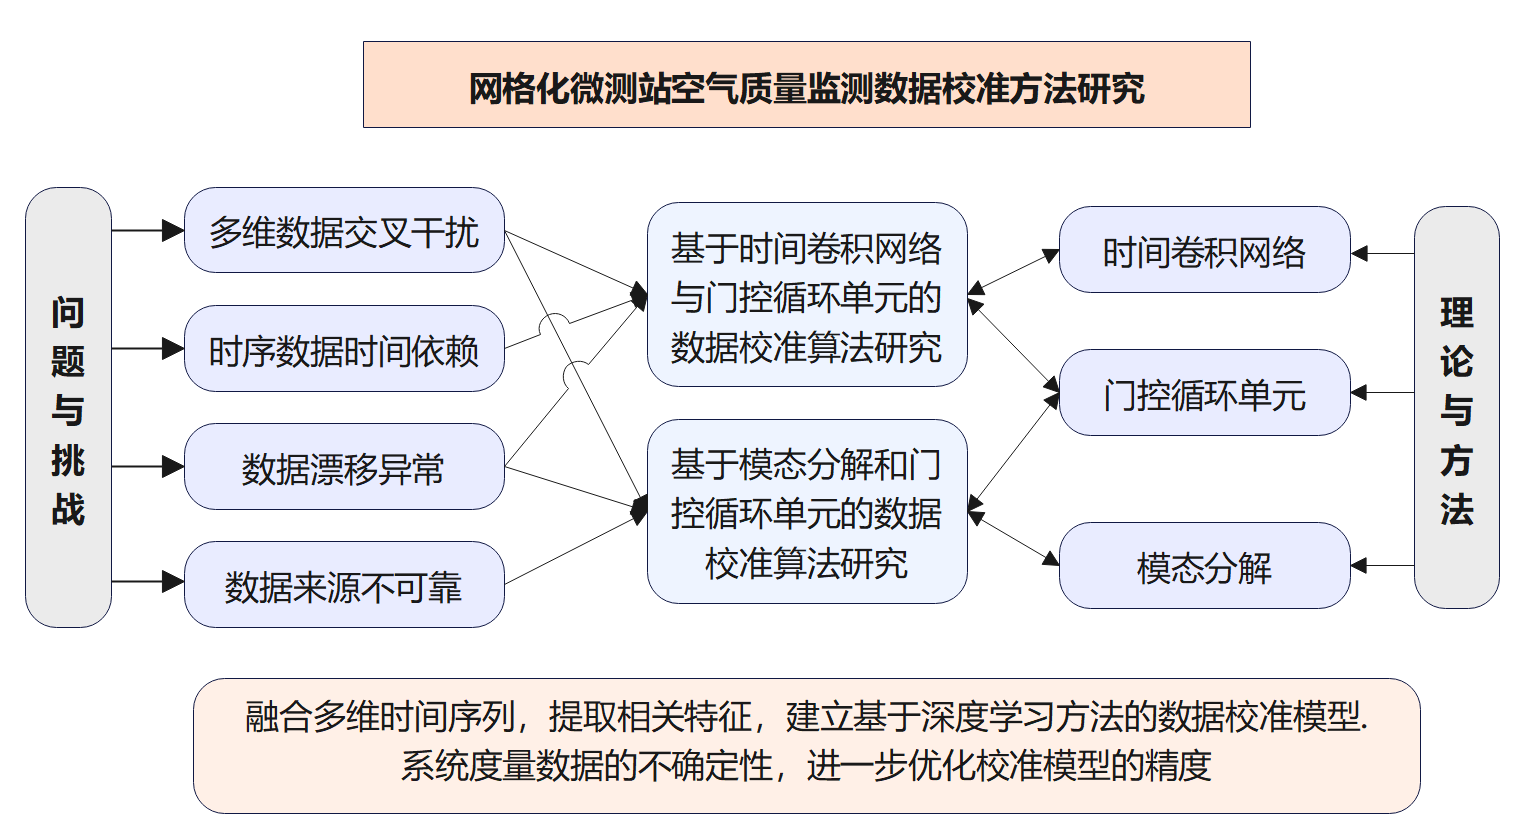 网格化微测站空气质量监测数据校准方法研究
问题与挑战
多维数据交叉干扰
时序数据时间依赖
数据漂移异常
数据来源不可靠
基于时间卷积网络
与门控循环单元的
数据校准算法研究
基于模态分解和门
控循环单元的数据
校准算法研究
时间卷积网络
门控循环单元
模态分解
理论与方法
融合多维时间序列，提取相关特征，建立基于深度学习方法的数据校准模型.
系统度量数据的不确定性，进一步优化校准模型的精度